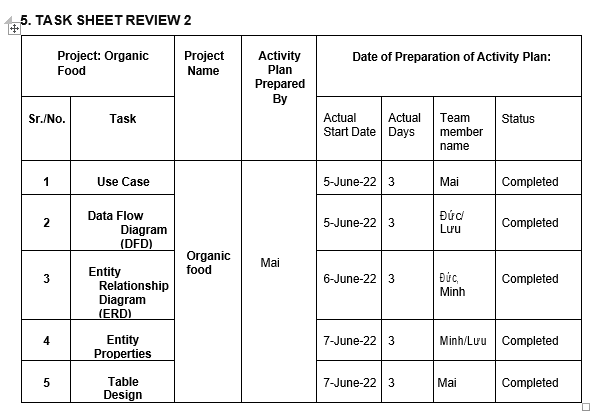 5. TASK SHEET REVIEW 2
Project: Organic
Food
Project
Name
Activity
Plan
Prepared
By
Date of Preparation of Activity Plan:
Sr./No.
Task
Actual
Start Date
Actual
Days
Team
member
name
Status
1
Use Case
5-June-22
3
Mai
Completed
2
Data Flow
Diagram
(DFD)
5-June-22
3
Đức/
Lưu
Completed
Organic
food
Mai
3
Entity
Relationship
Diagram
(ERD)
6-June-22
3
Đức,
Minh
Completed
4
Entity
Properties
7-June-22
3
Minh/Lưu
Completed
5
Table
Design
7-June-22
3
Mai
Completed